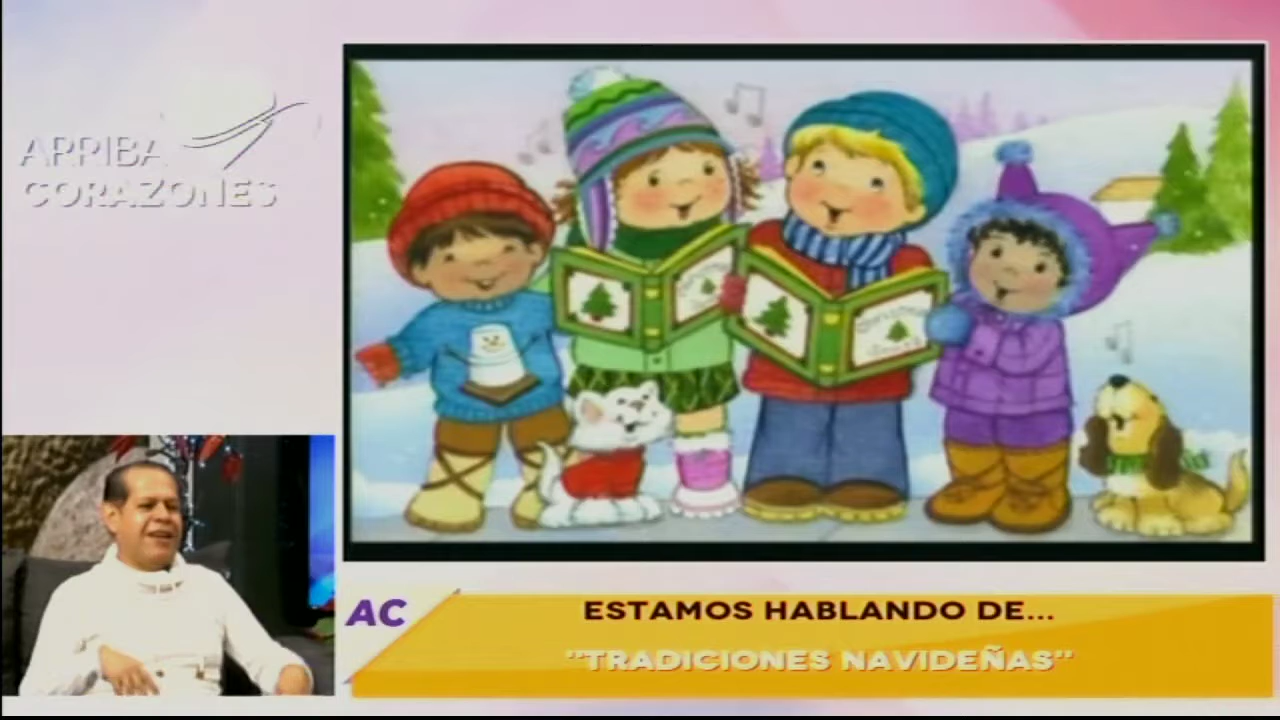 ARRIBA
CORAZONES
AC
ESTAMOS HABLANDO DE...
"TRADICIONES NAVIDEÑAS"